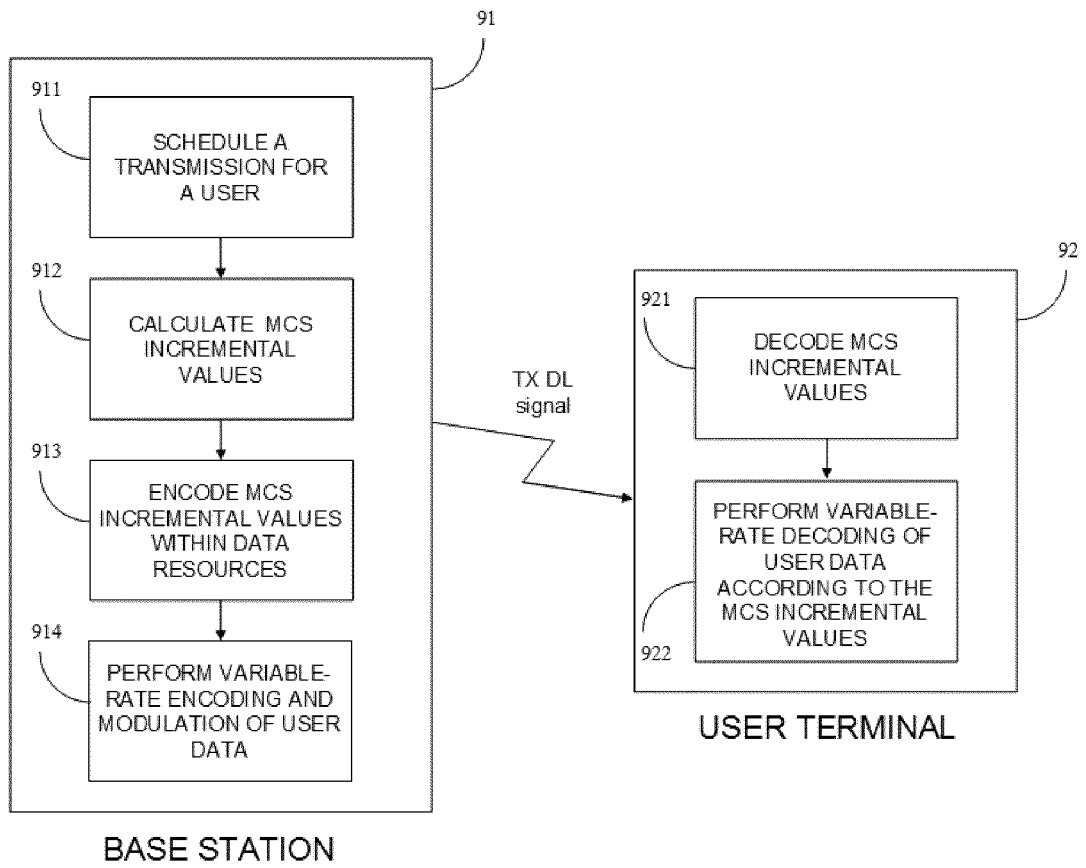 91
911
SCHEDULE A
TRANSMISSION FOR
A USER
912
CALCULATE MCS
INCREMENTAL
VALUES
913
ENCODE MCS
INCREMENTAL VALUES
WITHIN DATA
RESOURCES
914
PERFORM VARIABLE-
RATE ENCODING AND
MODULATION OF USER
DATA
BASE STATION
TX DL
signal
92
921
DECODE MCS
INCREMENTAL
VALUES
PERFORM VARIABLE-
RATE DECODING OF
USER DATA
ACCORDING TO THE
MCS INCREMENTAL
VALUES
922
USER TERMINAL